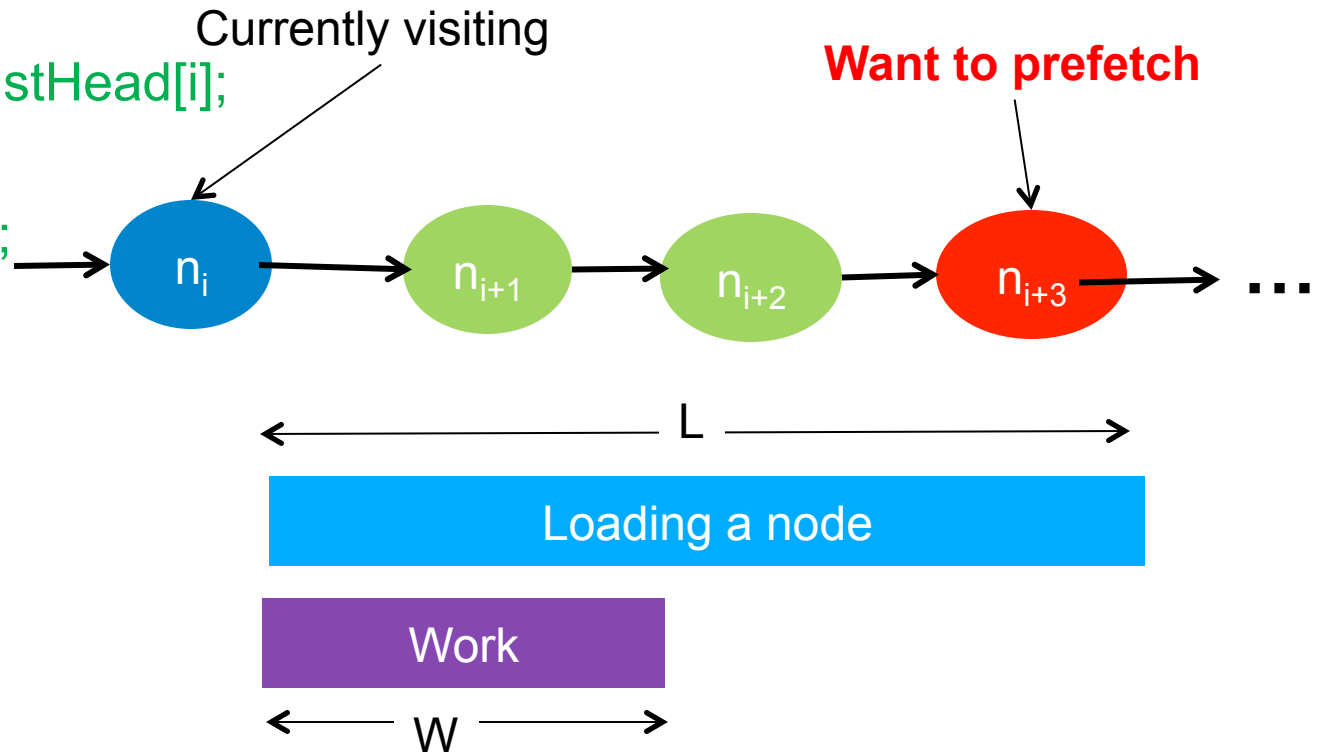 Currently visiting
Want to prefetch
stHead[i];
;
nᵢ
nᵢ₊₁
nᵢ₊₂
nᵢ₊₃
...
L
Loading a node
Work
W